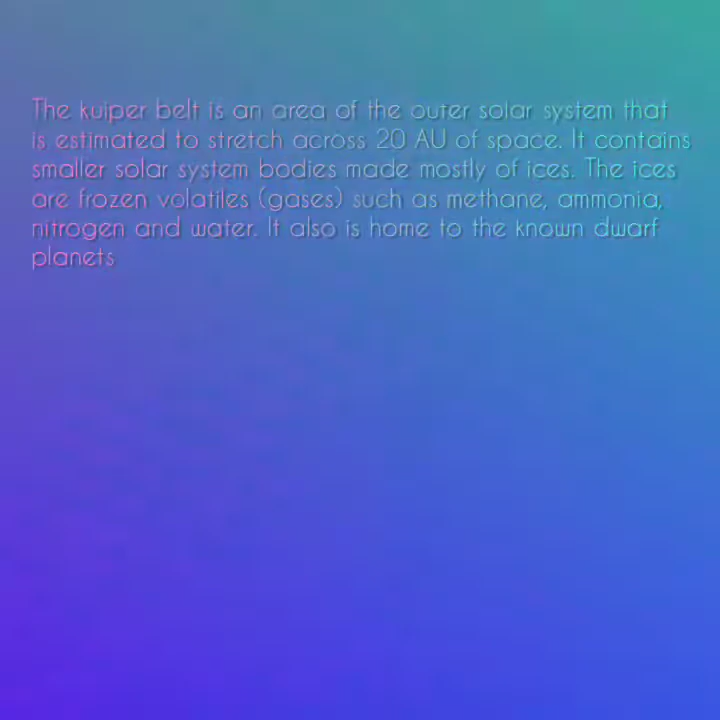 The kuiper belt is an area of the outer solar system that
is estimated to stretch across 20 AU of space. It contains
smaller solar system bodies made mostly of ices. The ices
are frozen volatiles (gases) such as methane, ammonia,
nitrogen and water. It also is home to the known dwarf
planets